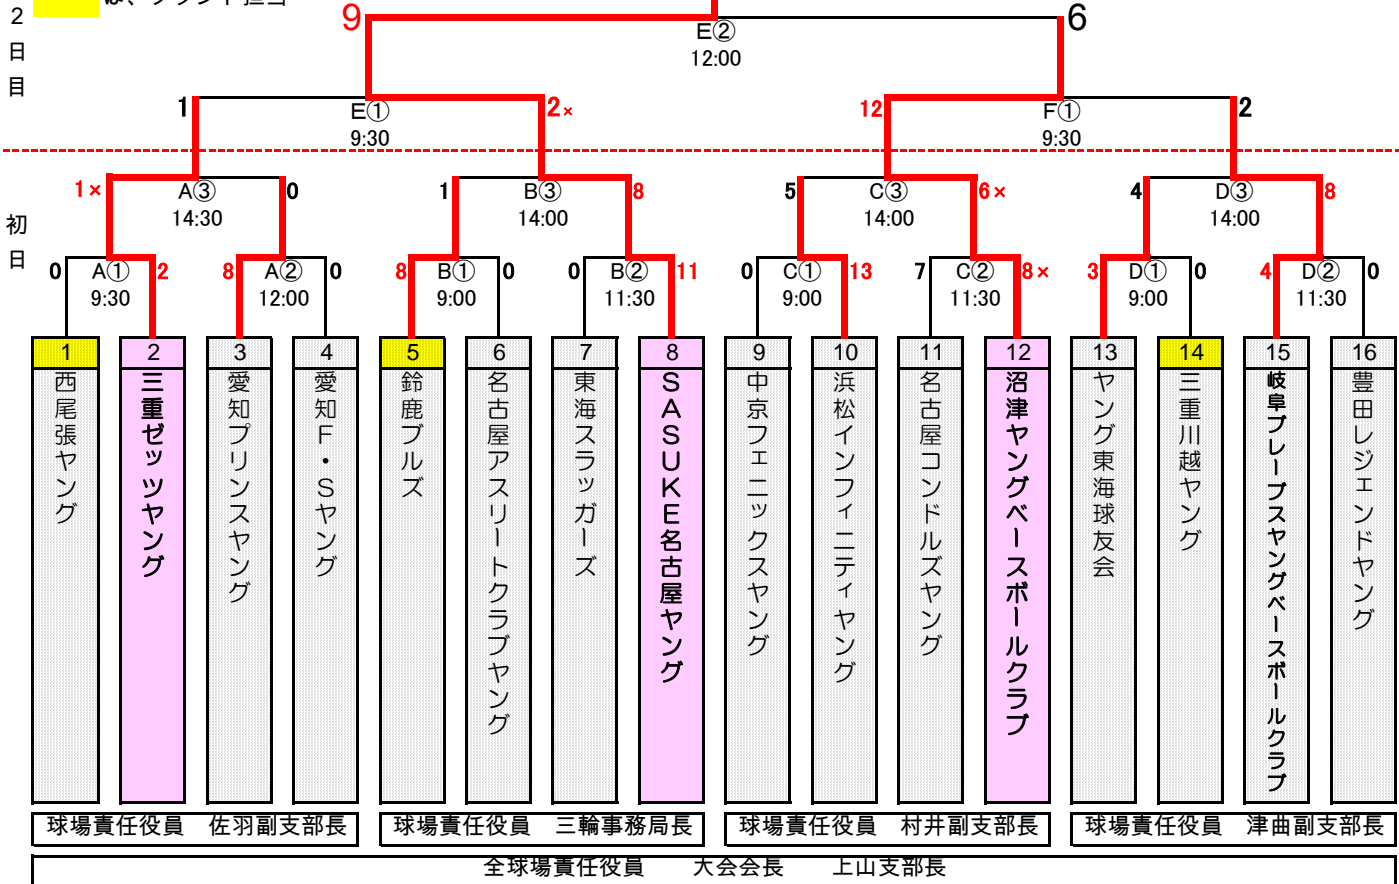 は、グランド担当
2日目
9
6
E②
12:00
1
E①
2×
9:30
12
F①
2
9:30
初日
1×
A③
0
14:30
1
B③
8
14:00
5
C③
6×
14:00
4
D③
8
14:00
0
A①
2
9:30
8
A②
0
12:00
8
B①
0
9:00
0
B②
11
11:30
0
C①
13
9:00
7
C②
8×
11:30
3
D①
0
9:00
4
D②
0
11:30
1
西尾張ヤング
2
三重ゼッツヤング
3
愛知プリンスヤング
4
愛知F・Sヤング
5
鈴鹿ブルズ
6
名古屋アスリートクラブヤング
7
東海スラッガーズ
8
SASUKE名古屋ヤング
9
中京フェニックスヤング
10
浜松インフィニティヤング
11
名古屋コンドルズヤング
12
沼津ヤングベースボールクラブ
13
ヤング東海球友会
14
三重川越ヤング
15
岐阜ブレーブスヤングベースボールクラブ
16
豊田レジェンドヤング
球場責任役員 佐羽副支部長
球場責任役員 三輪事務局長
球場責任役員 村井副支部長
球場責任役員 津曲副支部長
全球場責任役員 大会会長 上山支部長